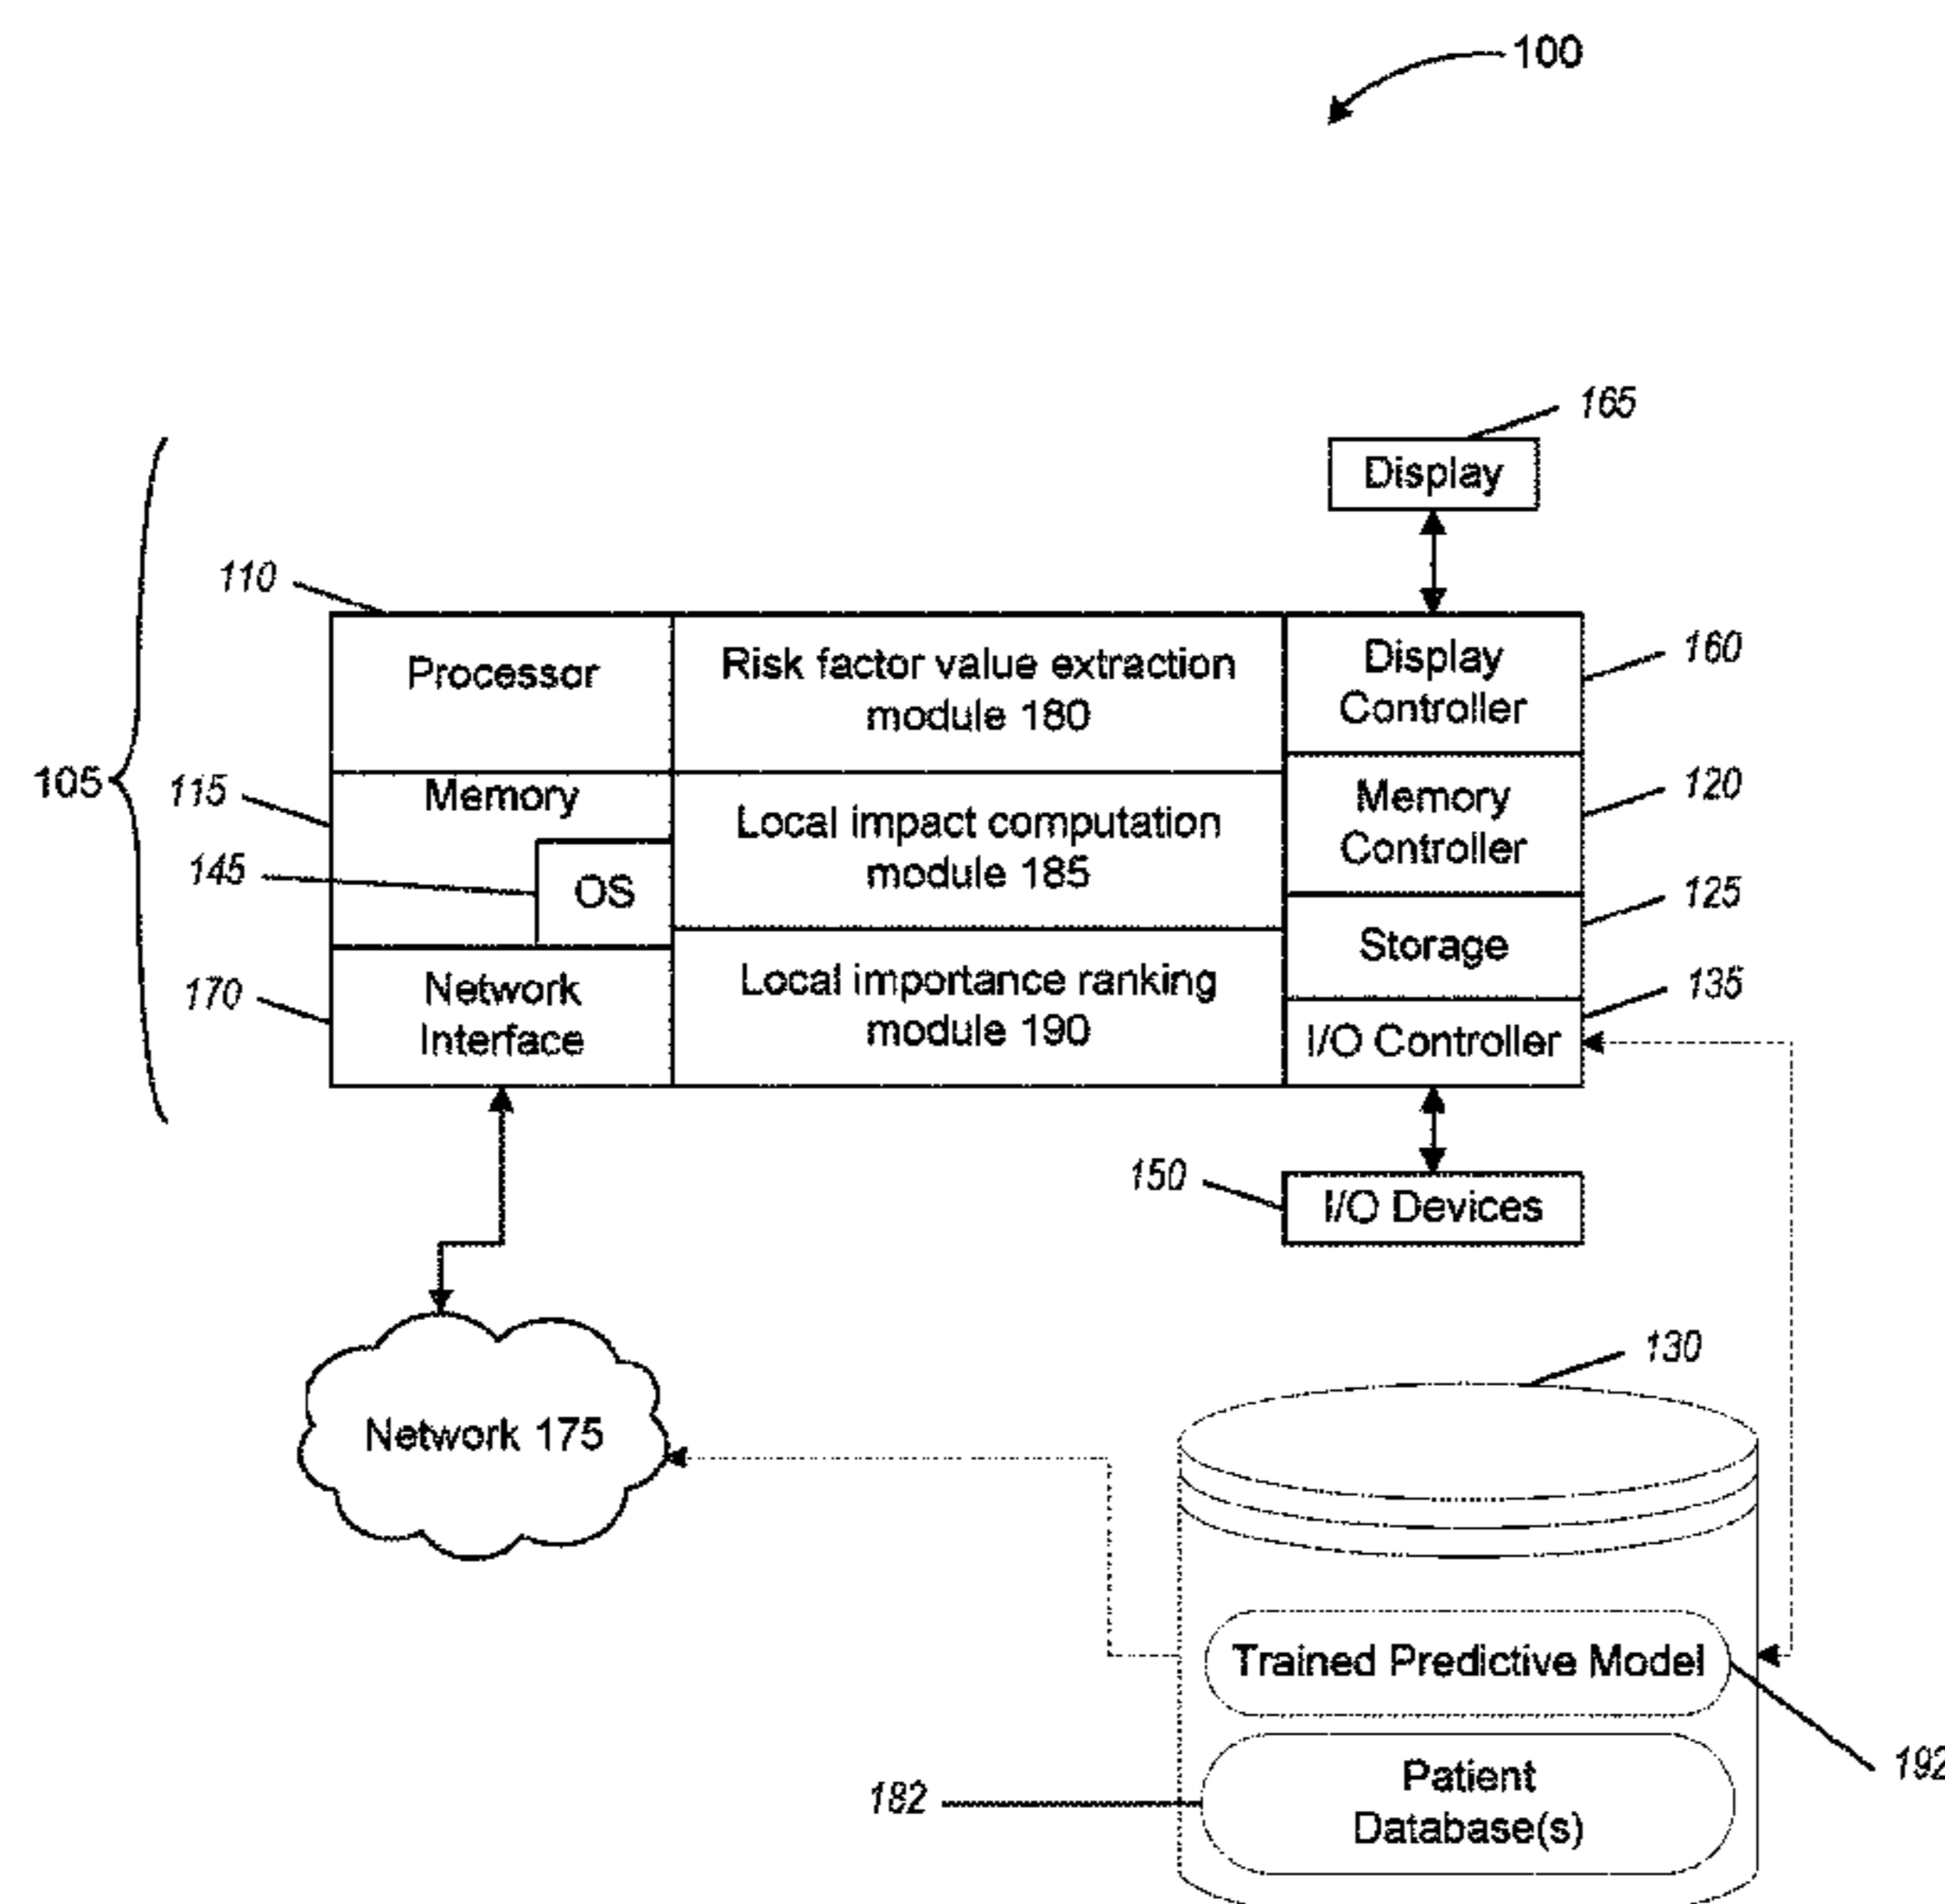 100
165
Display
110
Processor
Risk factor value extraction
module 180
Display
Controller
160
105
115
Memory
145
OS
Local impact computation
module 185
Memory
Controller
120
Storage
125
170
Network
Interface
Local importance ranking
module 190
I/O Controller
135
150
I/O Devices
Network 175
130
Trained Predictive Model
192
182
Patient
Database(s)